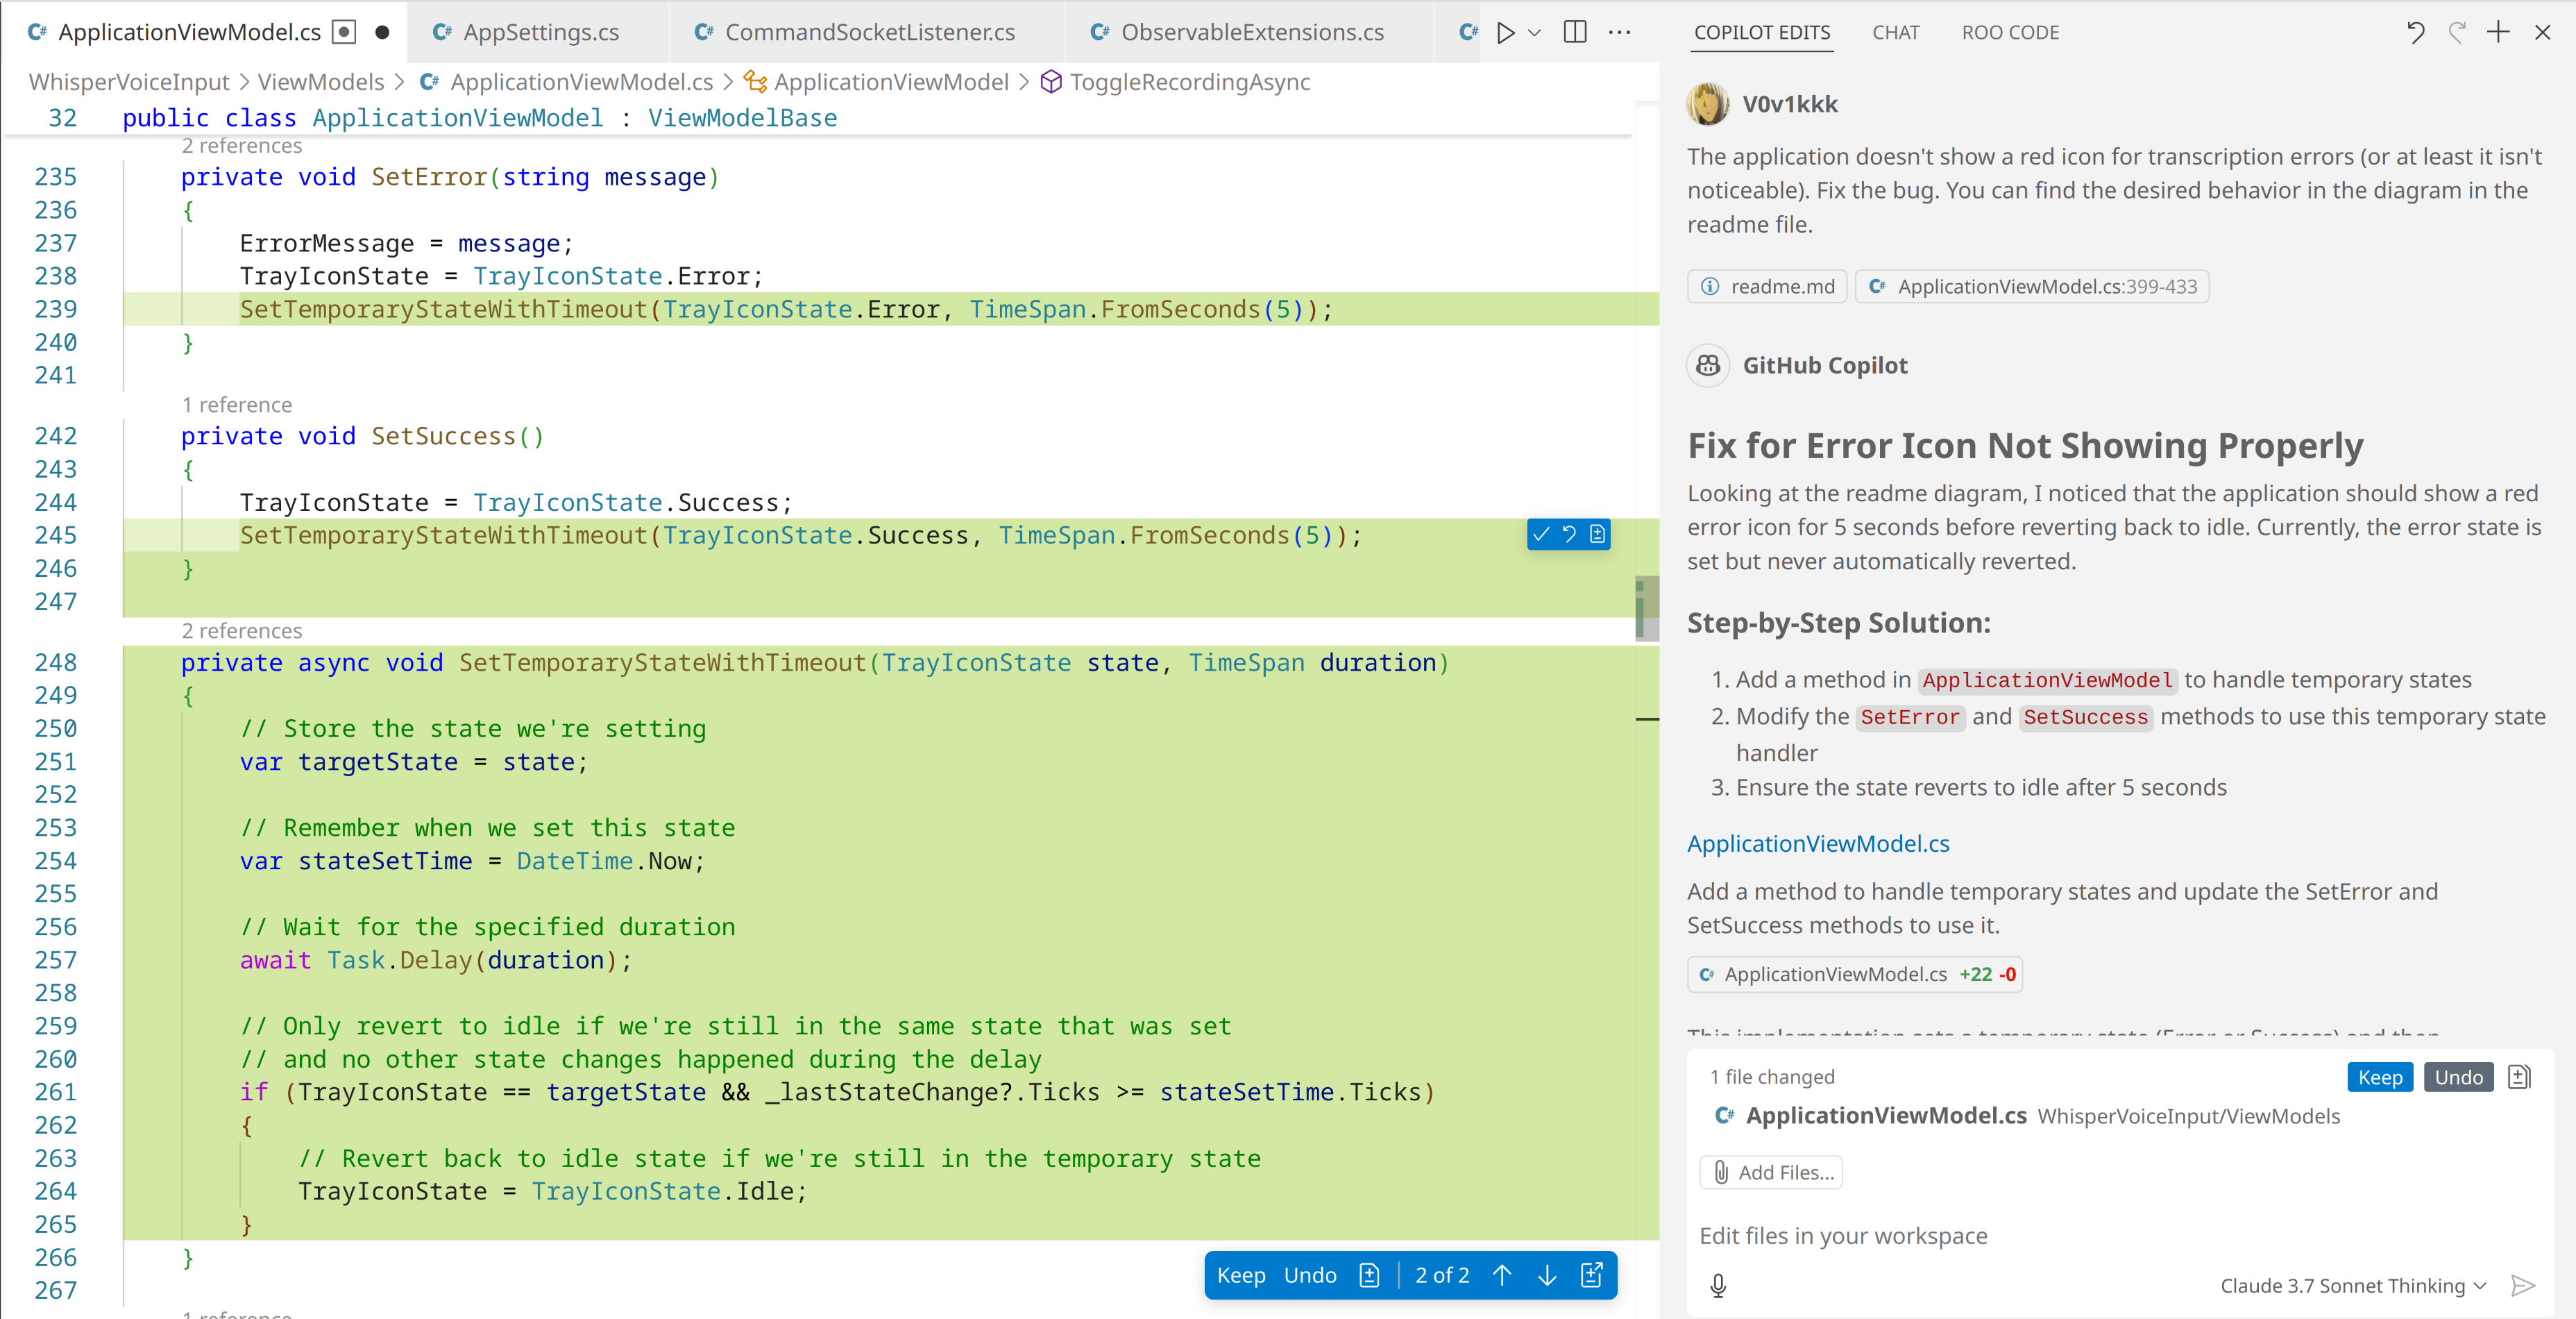 ApplicationViewModel.cs
AppSettings.cs
CommandSocketListener.cs
ObservableExtensions.cs
WhisperVoiceInput > ViewModels > ApplicationViewModel.cs > ApplicationViewModel > ToggleRecordingAsync
32 public class ApplicationViewModel : ViewModelBase
2 references
235 private void SetError(string message)
236 {
237 ErrorMessage = message;
238 TrayIconState = TrayIconState.Error;
239 SetTemporaryStateWithTimeout(TrayIconState.Error, TimeSpan.FromSeconds(5));
240 }
241
1 reference
242 private void SetSuccess()
243 {
244 TrayIconState = TrayIconState.Success;
245 SetTemporaryStateWithTimeout(TrayIconState.Success, TimeSpan.FromSeconds(5));
246 }
247
2 references
248 private async void SetTemporaryStateWithTimeout(TrayIconState state, TimeSpan duration)
249 {
250 // Store the state we're setting
251 var targetState = state;
252
253 // Remember when we set this state
254 var stateSetTime = DateTime.Now;
255
256 // Wait for the specified duration
257 await Task.Delay(duration);
258
259 // Only revert to idle if we're still in the same state that was set
260 // and no other state changes happened during the delay
261 if (TrayIconState == targetState && _lastStateChange?.Ticks >= stateSetTime.Ticks)
262 {
263 // Revert back to idle state if we're still in the temporary state
264 TrayIconState = TrayIconState.Idle;
265 }
266 }
267
1 reference
Keep Undo 2 of 2
COPILOT EDITS CHAT ROO CODE
V0v1kkk
The application doesn't show a red icon for transcription errors (or at least it isn't
noticeable). Fix the bug. You can find the desired behavior in the diagram in the
readme file.
readme.md ApplicationViewModel.cs:399-433
GitHub Copilot
Fix for Error Icon Not Showing Properly
Looking at the readme diagram, I noticed that the application should show a red
error icon for 5 seconds before reverting back to idle. Currently, the error state is
set but never automatically reverted.
Step-by-Step Solution:
1. Add a method in ApplicationViewModel to handle temporary states
2. Modify the SetError and SetSuccess methods to use this temporary state
handler
3. Ensure the state reverts to idle after 5 seconds
ApplicationViewModel.cs
Add a method to handle temporary states and update the SetError and
SetSuccess methods to use it.
ApplicationViewModel.cs +22 -0
This implementation sets a temporary state (Error or Success) and then
1 file changed Keep Undo
ApplicationViewModel.cs WhisperVoiceInput/ViewModels
Add Files...
Edit files in your workspace
Claude 3.7 Sonnet Thinking